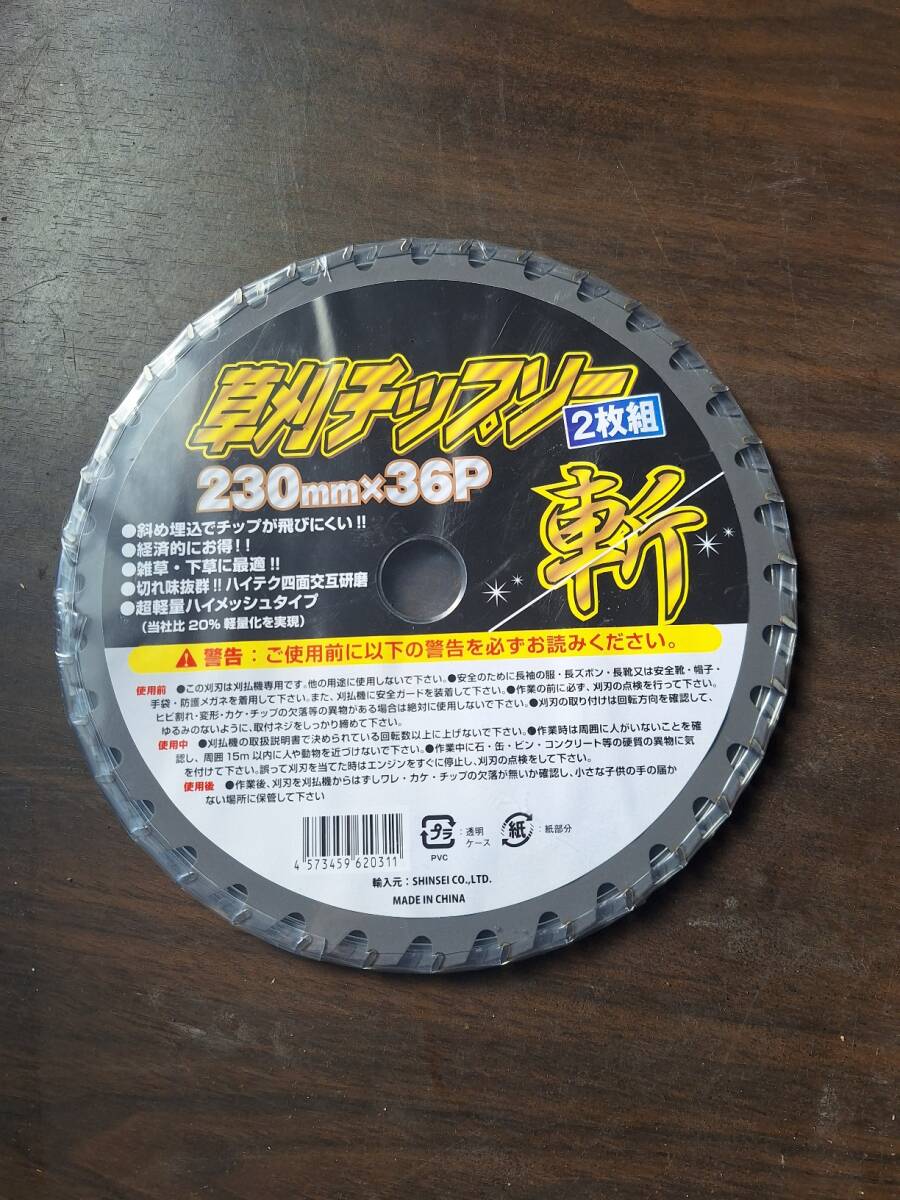 草刈チップソー
2枚組
230mm×36P
斬
●斜め埋込でチップが飛びにくい!!
●経済的にお得!!
●雑草・下草に最適!!
●切れ味抜群!!ハイテク四面交互研磨
●超軽量ハイメッシュタイプ
(当社比20%軽量化を実現)
警告:ご使用前に以下の警告を必ずお読みください。
使用前 ●この刈刃は刈払機専用です。他の用途に使用しないで下さい。●安全のために長袖の服・長ズボン・長靴又は安全靴・帽子・
手袋・防護メガネを着用して下さい。また、刈払機に安全ガードを装着して下さい。●作業の前に必ず、刈刃の点検を行って下さい。
ヒビ割れ・変形・カケ・チップの欠落等の異物がある場合は絶対に使用しないで下さい。●刈刃の取り付けは回転方向を確認して、
ゆるみのないように、取付ネジをしっかり締めて下さい。
使用中 ●刈払機の取扱説明書で決められている回転数以上に上げないで下さい。●作業時は周囲に人がいないことを確
認し、周囲15m以内に人や動物を近づけないで下さい。●作業中に石・缶・ビン・コンクリート等の硬質の異物に気
を付けて下さい。誤って刈刃を当てた時はエンジンをすぐに停止し、刈刃の点検をして下さい。
使用後 ●作業後、刈刃を刈払機からはずしワレ・カケ・チップの欠落が無いか確認し、小さな子供の手の届か
ない場所に保管して下さい
4 573459 620311
プラ
PVC
:透明
ケース
紙
:紙部分
輸入元:SHINSEI CO.,LTD.
MADE IN CHINA